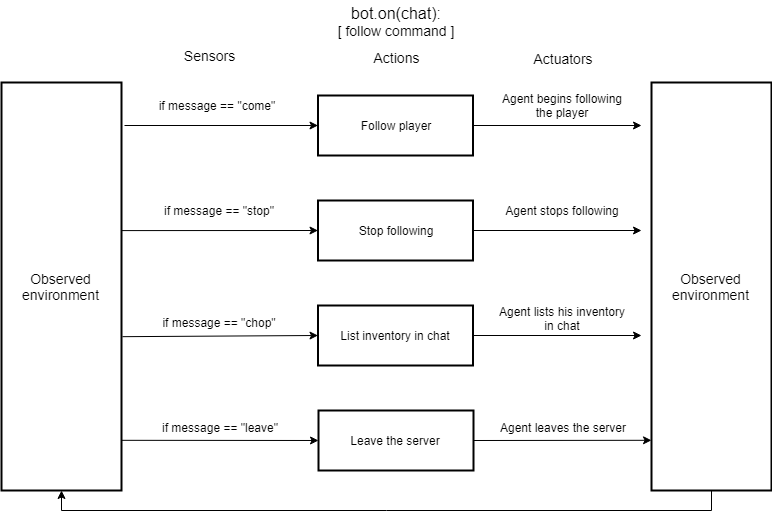 bot.on(chat):
[ follow command ]
Sensors
Actions
Actuators
if message == "come"
Follow player
Agent begins following
the player
if message == "stop"
Stop following
Agent stops following
Observed
environment
Observed
environment
if message == "chop"
List inventory in chat
Agent lists his inventory
in chat
if message == "leave"
Leave the server
Agent leaves the server